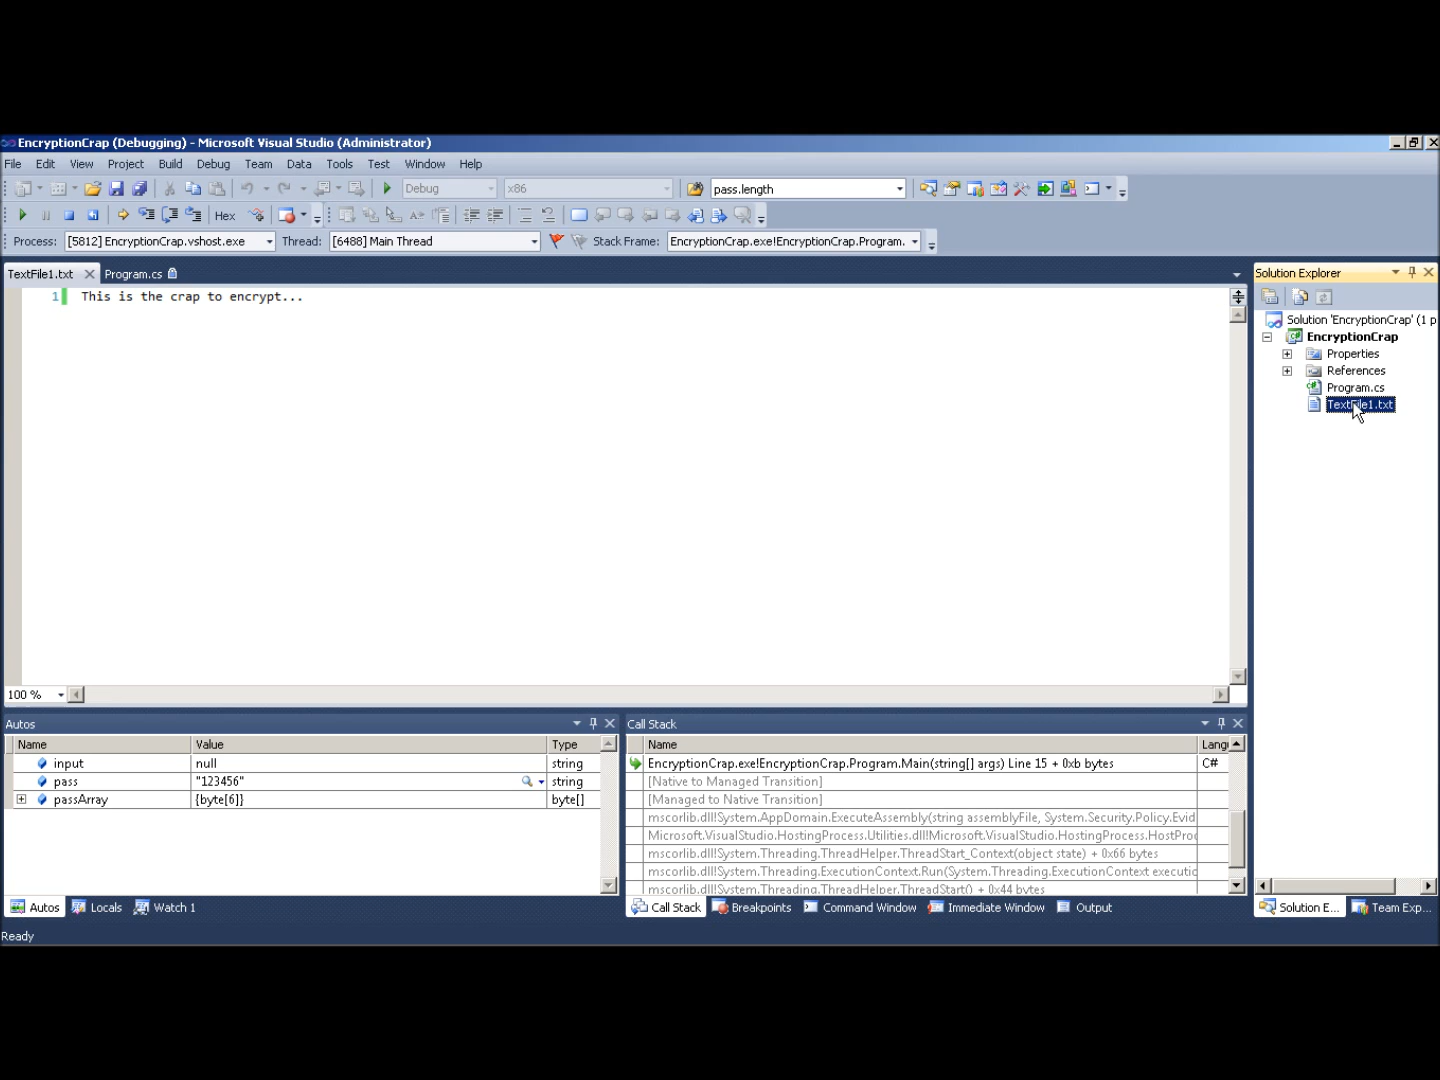 EncryptionCrap (Debugging) - Microsoft Visual Studio (Administrator)
File Edit View Project Build Debug Team Data Tools Test Window Help
Debug x86 pass.length
Hex
Process: [5812] EncryptionCrap.vshost.exe Thread: [6488] Main Thread Stack Frame: EncryptionCrap.exe!EncryptionCrap.Program.
TextFile1.txt Program.cs
1 This is the crap to encrypt...
100 %
Solution Explorer
Solution 'EncryptionCrap' (1 p
EncryptionCrap
Properties
References
Program.cs
TextFile1.txt
Autos
Name Value Type
input null string
pass "123456" string
passArray {byte[6]} byte[]
Autos Locals Watch 1
Call Stack
Name Langu
EncryptionCrap.exe!EncryptionCrap.Program.Main(string[] args) Line 15 + 0xb bytes C#
[Native to Managed Transition]
[Managed to Native Transition]
mscorlib.dll!System.AppDomain.ExecuteAssembly(string assemblyFile, System.Security.Policy.Evid
Microsoft.VisualStudio.HostingProcess.Utilities.dll!Microsoft.VisualStudio.HostingProcess.HostProc
mscorlib.dll!System.Threading.ThreadHelper.ThreadStart_Context(object state) + 0x66 bytes
mscorlib.dll!System.Threading.ExecutionContext.Run(System.Threading.ExecutionContext executic
mscorlib.dll!System.Threading.ThreadHelper.ThreadStart() + 0x44 bytes
Call Stack Breakpoints Command Window Immediate Window Output
Solution E... Team Exp...
Ready